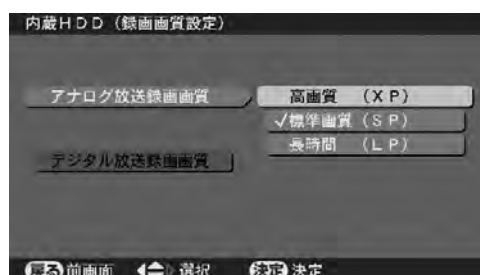 内蔵HDD（録画画質設定）
アナログ放送録画画質
高画質　（XP）
✓標準画質（SP）
長時間　（LP）
デジタル放送録画画質
戻る 前画面　選択　決定 決定